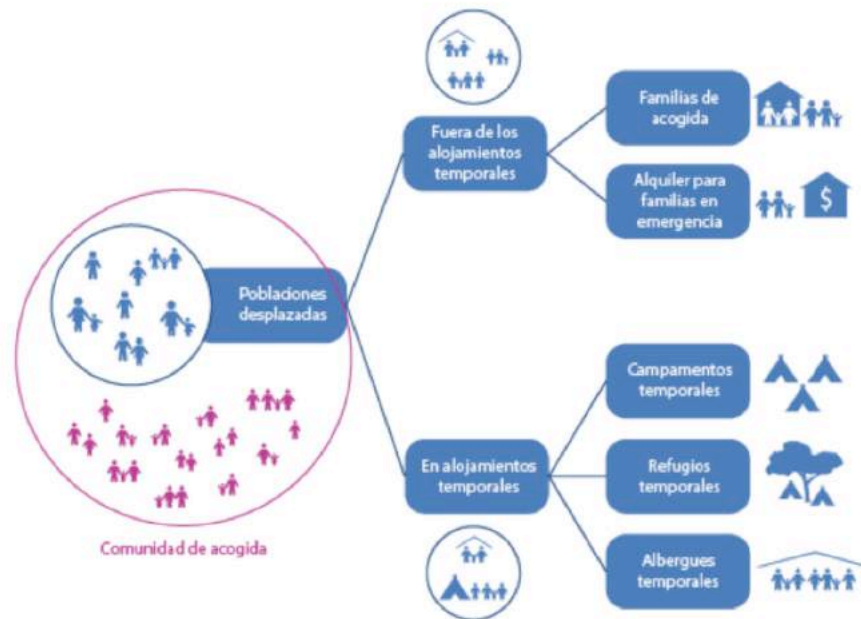 Familias de
acogida
Fuera de los
alojamientos
temporales
Alquiler para
familias en
emergencia
$
Poblaciones
desplazadas
Campamentos
temporales
En alojamientos
temporales
Refugios
temporales
Albergues
temporales
Comunidad de acogida